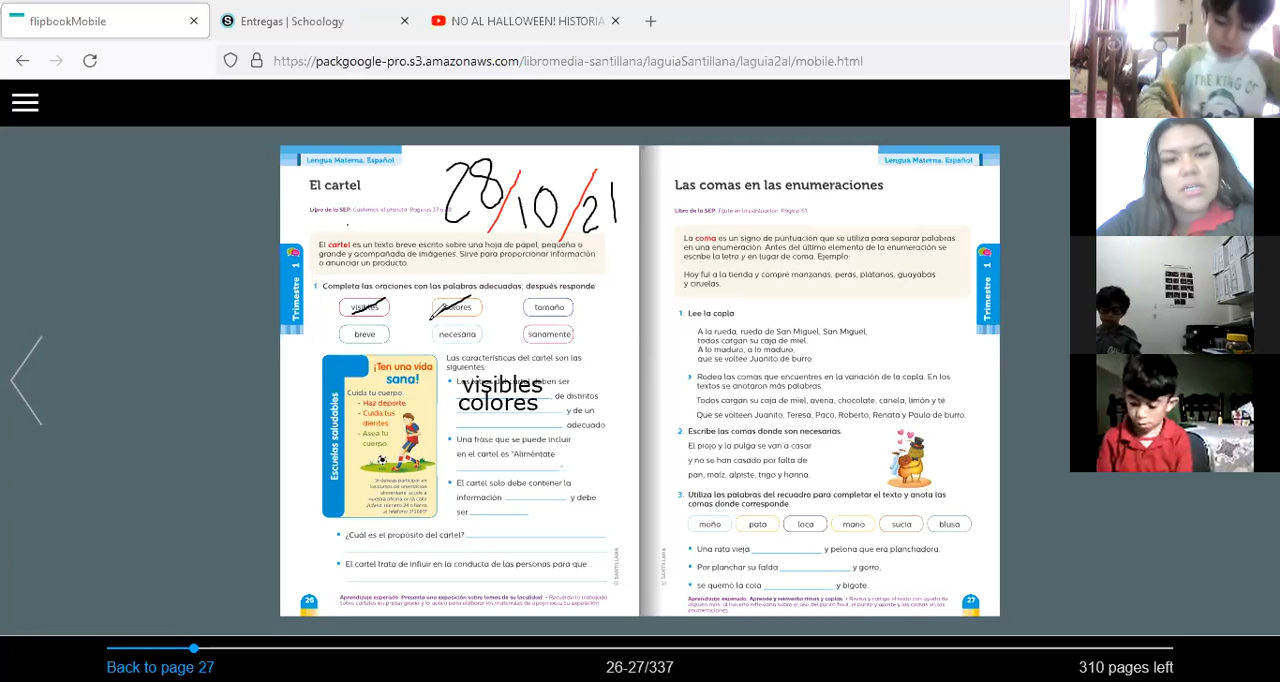 flipbookMobile
Entregas | Schoology
NO AL HALLOWEEN! HISTORIA
https://packgoogle-pro.s3.amazonaws.com/libromedia-santillana/laguiaSantillana/laguia2al/mobile.html
THE KING OF
Lengua Materna. Español
El cartel
28/10/21
Trimestre 1
El cartel es un texto breve escrito sobre una hoja de papel, pequeña o
grande y acompañada de imágenes. Sirve para proporcionar información
o anunciar un producto.
1. Completa las oraciones con las palabras adecuadas; después responde
visibles colores tamaño
breve necesaria sanamente
Escuelas saludables
¡Ten una vida
sana!
Cuida tu cuerpo:
- Haz deporte.
- Cuida tus
dientes.
- Asea tu
cuerpo.
Las características del cartel son las
siguientes:
visibles
, de distintos
colores
y de un
adecuado
Una frase que se puede incluir
en el cartel es "Aliméntate
".
El cartel solo debe contener la
información y debe
ser
¿Cuál es el propósito del cartel?
El cartel trata de influir en la conducta de las personas para que...
© SANTILLANA
26
Lengua Materna. Español
Las comas en las enumeraciones
Trimestre 1
La coma es un signo de puntuación que se utiliza para separar palabras
en una enumeración. Antes del último elemento de la enumeración se
escribe la letra y en lugar de coma. Ejemplo:
Hoy fui a la tienda y compré manzanas, peras, plátanos, guayabas
y ciruelas.
1. Lee la copla.
A la rueda, rueda de San Miguel, San Miguel,
todos cargan su caja de miel.
A lo maduro, a lo maduro,
que se voltee Juanito de burro
Rodea las comas que encuentres en la variación de la copla. En los
textos se anotaron más palabras.
Todos cargan su caja de miel, avena, chocolate, canela, limón y té.
Que se volteen Juanito, Teresa, Paco, Roberto, Renata y Paula de burro.
2. Escribe las comas donde son necesarias.
El piojo y la pulga se van a casar
y no se han casado por falta de
pan, maíz, alpiste, trigo y harina.
3. Utiliza las palabras del recuadro para completar el texto y anota las
comas donde corresponde.
moño pata loca mano sucia blusa
Una rata vieja y pelona que era planchadora.
Por planchar su falda y gorro,
se quemó la cola y bigote.
© SANTILLANA
27
Back to page 27
26-27/337
310 pages left